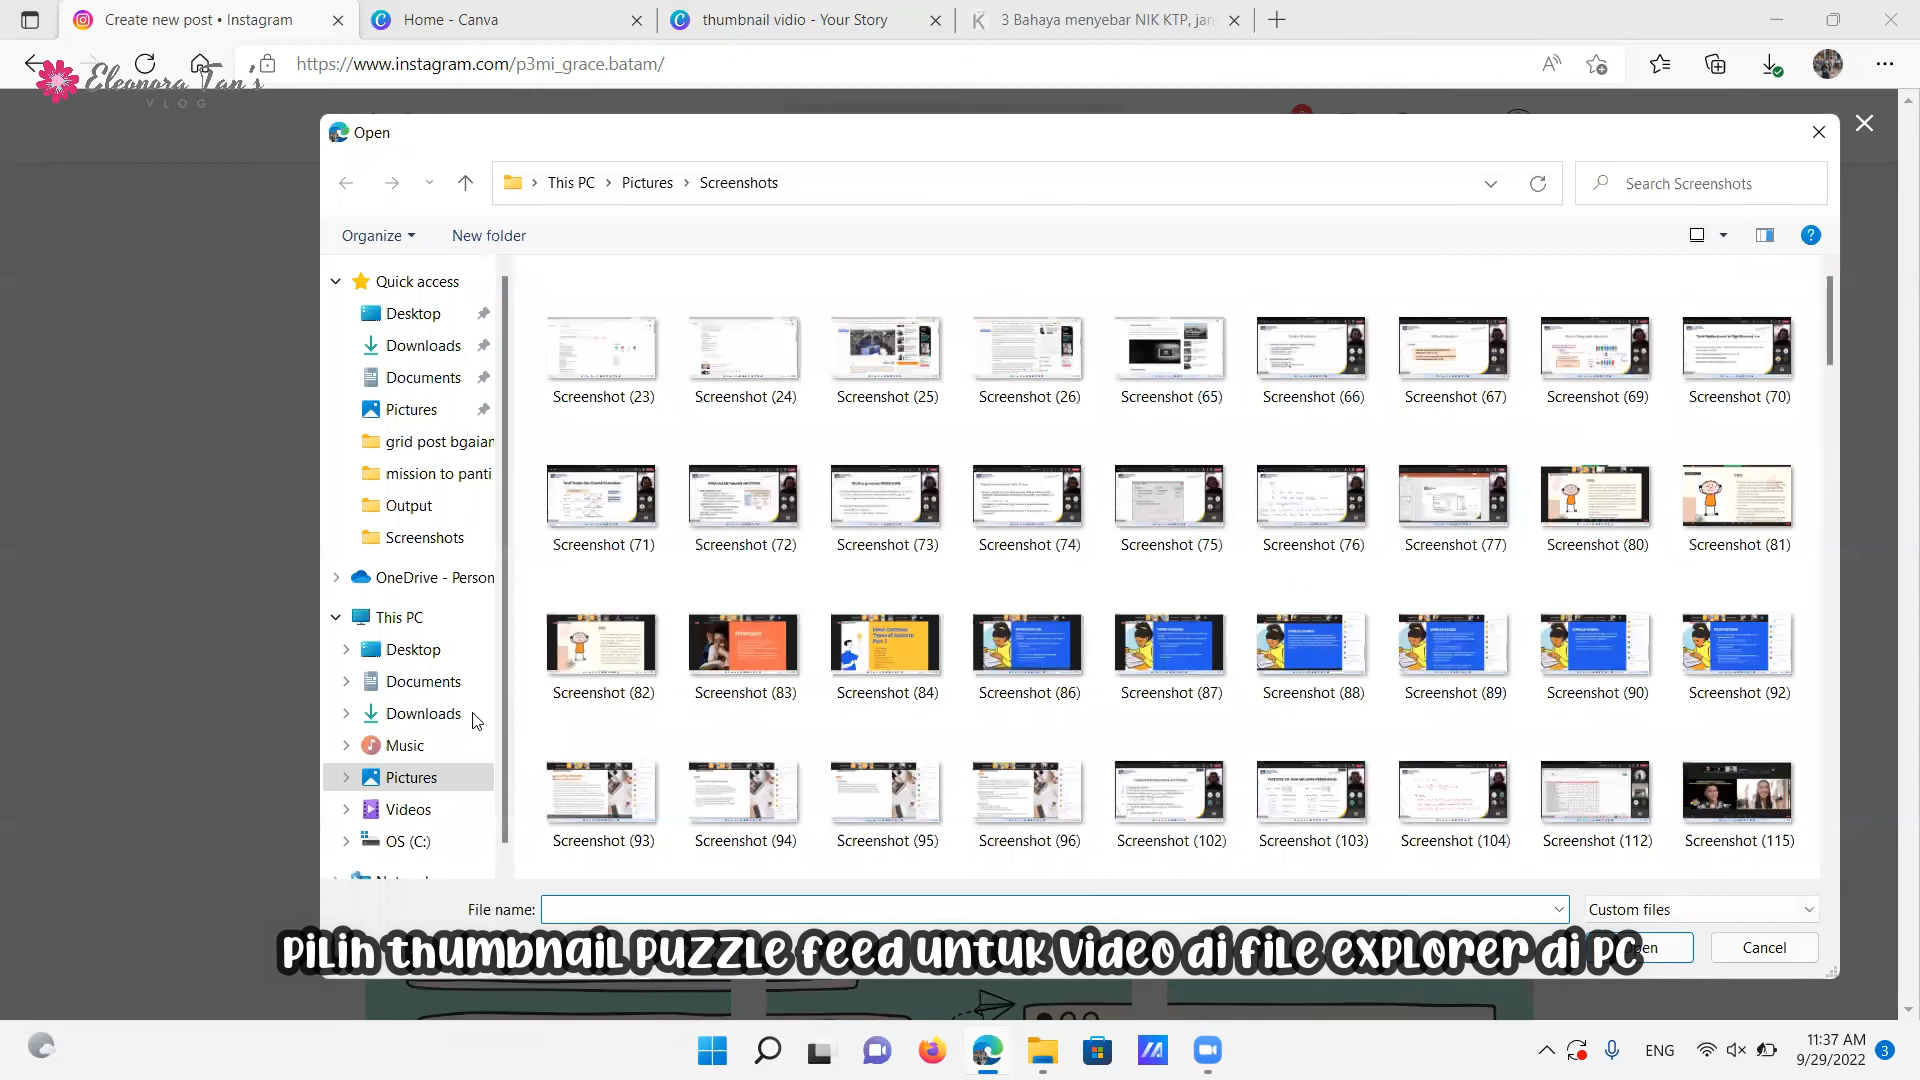 Create new post • Instagram
Home - Canva
thumbnail vidio - Your Story
3 Bahaya menyebar NIK KTP, jan
https://www.instagram.com/p3mi_grace.batam/
Eleonora Tan's
VLOG
Open
This PC > Pictures > Screenshots
Search Screenshots
Organize
New folder
Quick access
Desktop
Downloads
Documents
Pictures
grid post bgaian
mission to panti
Output
Screenshots
OneDrive - Person
This PC
Desktop
Documents
Downloads
Music
Pictures
Videos
OS (C:)
Screenshot (23) Screenshot (24) Screenshot (25) Screenshot (26) Screenshot (65) Screenshot (66) Screenshot (67) Screenshot (69) Screenshot (70)
Screenshot (71) Screenshot (72) Screenshot (73) Screenshot (74) Screenshot (75) Screenshot (76) Screenshot (77) Screenshot (80) Screenshot (81)
Screenshot (82) Screenshot (83) Screenshot (84) Screenshot (86) Screenshot (87) Screenshot (88) Screenshot (89) Screenshot (90) Screenshot (92)
Screenshot (93) Screenshot (94) Screenshot (95) Screenshot (96) Screenshot (102) Screenshot (103) Screenshot (104) Screenshot (112) Screenshot (115)
File name:
Custom files
Open
Cancel
Pilih thumbnail puzzle feed untuk video di file explorer di PC
ENG
11:37 AM
9/29/2022
3